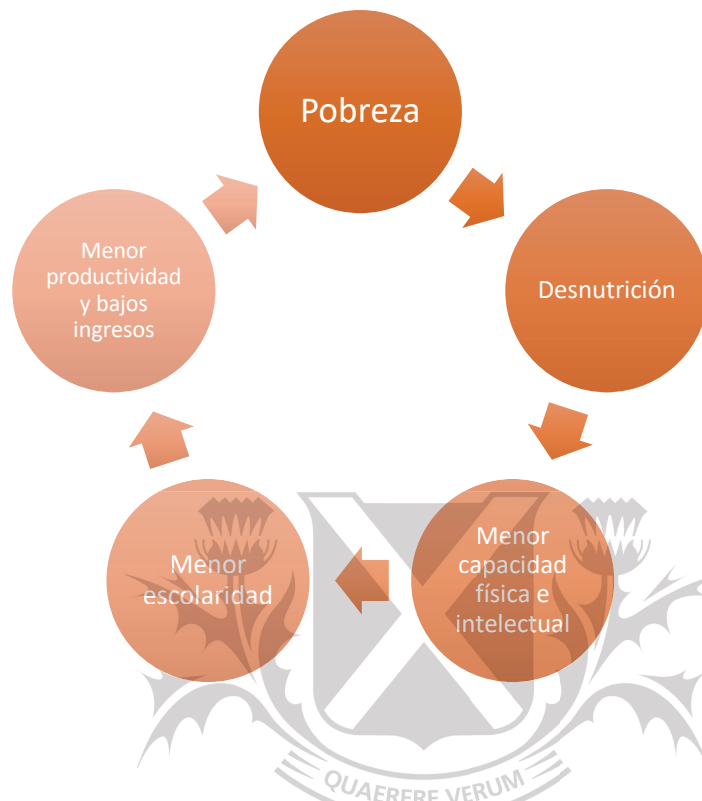 Pobreza
Desnutrición
Menor
capacidad
física e
intelectual
Menor
escolaridad
Menor
productividad
y bajos
ingresos
QUAERERE VERUM